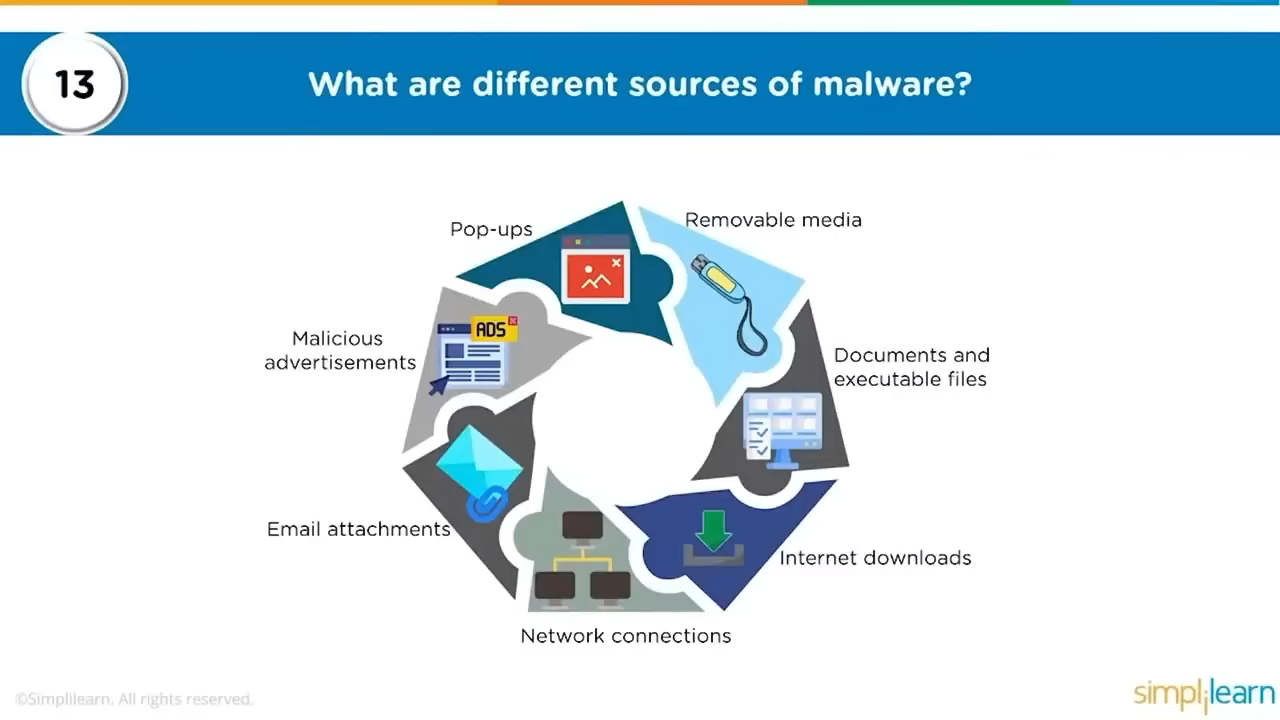 13
What are different sources of malware?
Pop-ups
Removable media
ADS
Malicious
advertisements
Documents and
executable files
Email attachments
Internet downloads
Network connections
©Simplilearn. All rights reserved.
simplilearn